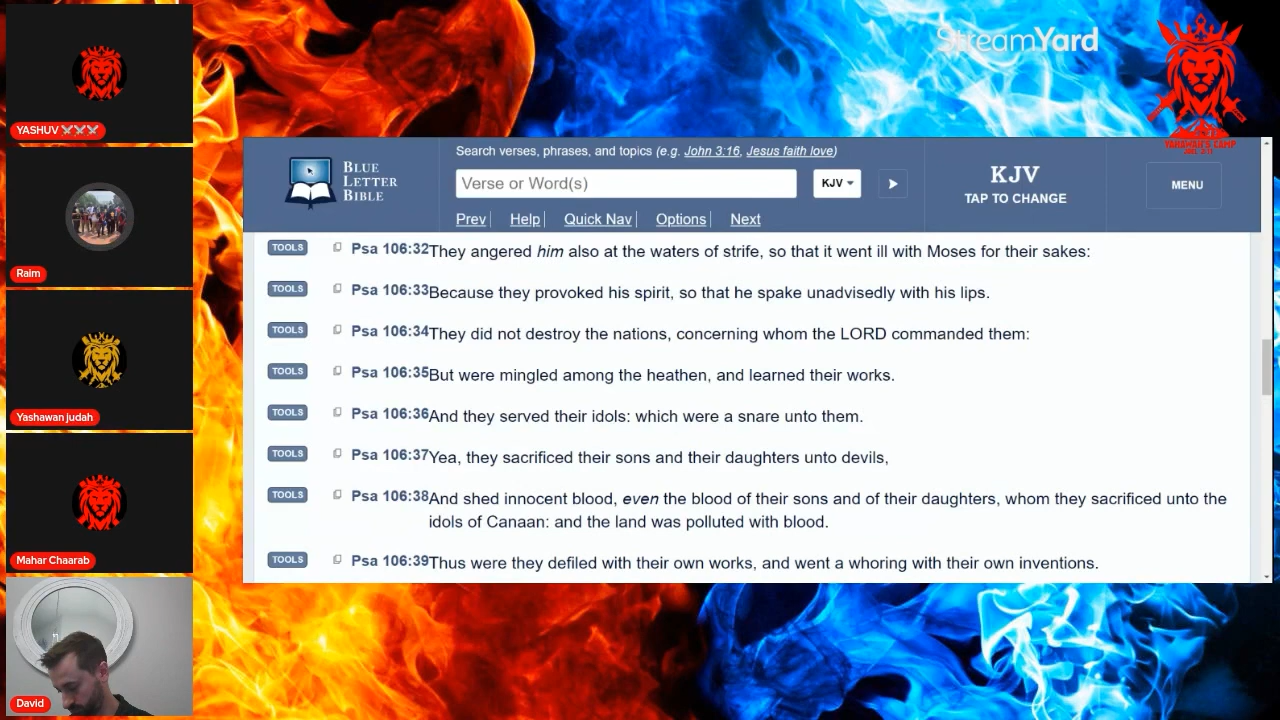 YASHUV ⚔⚔⚔
Raim
Yashawan judah
Mahar Chaarab
David
StreamYard
YAHAWAH'S CAMP
BLUE
LETTER
BIBLE
Search verses, phrases, and topics (e.g. John 3:16, Jesus faith love)
Verse or Word(s)
KJV
Prev Help Quick Nav Options Next
KJV
TAP TO CHANGE
MENU
TOOLS Psa 106:32 They angered him also at the waters of strife, so that it went ill with Moses for their sakes:
TOOLS Psa 106:33 Because they provoked his spirit, so that he spake unadvisedly with his lips.
TOOLS Psa 106:34 They did not destroy the nations, concerning whom the LORD commanded them:
TOOLS Psa 106:35 But were mingled among the heathen, and learned their works.
TOOLS Psa 106:36 And they served their idols: which were a snare unto them.
TOOLS Psa 106:37 Yea, they sacrificed their sons and their daughters unto devils,
TOOLS Psa 106:38 And shed innocent blood, even the blood of their sons and of their daughters, whom they sacrificed unto the
idols of Canaan: and the land was polluted with blood.
TOOLS Psa 106:39 Thus were they defiled with their own works, and went a whoring with their own inventions.